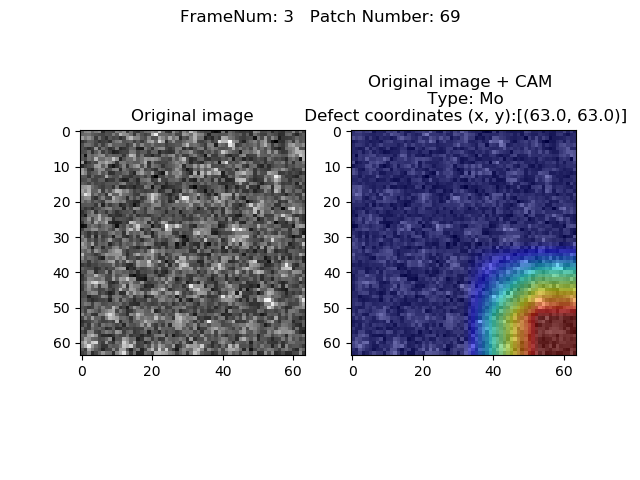 FrameNum: 3   Patch Number: 69
Original image
Original image + CAM
Type: Mo
Defect coordinates (x, y):[(63.0, 63.0)]
0
10
20
30
40
50
60
0 20 40 60
0
10
20
30
40
50
60
0 20 40 60